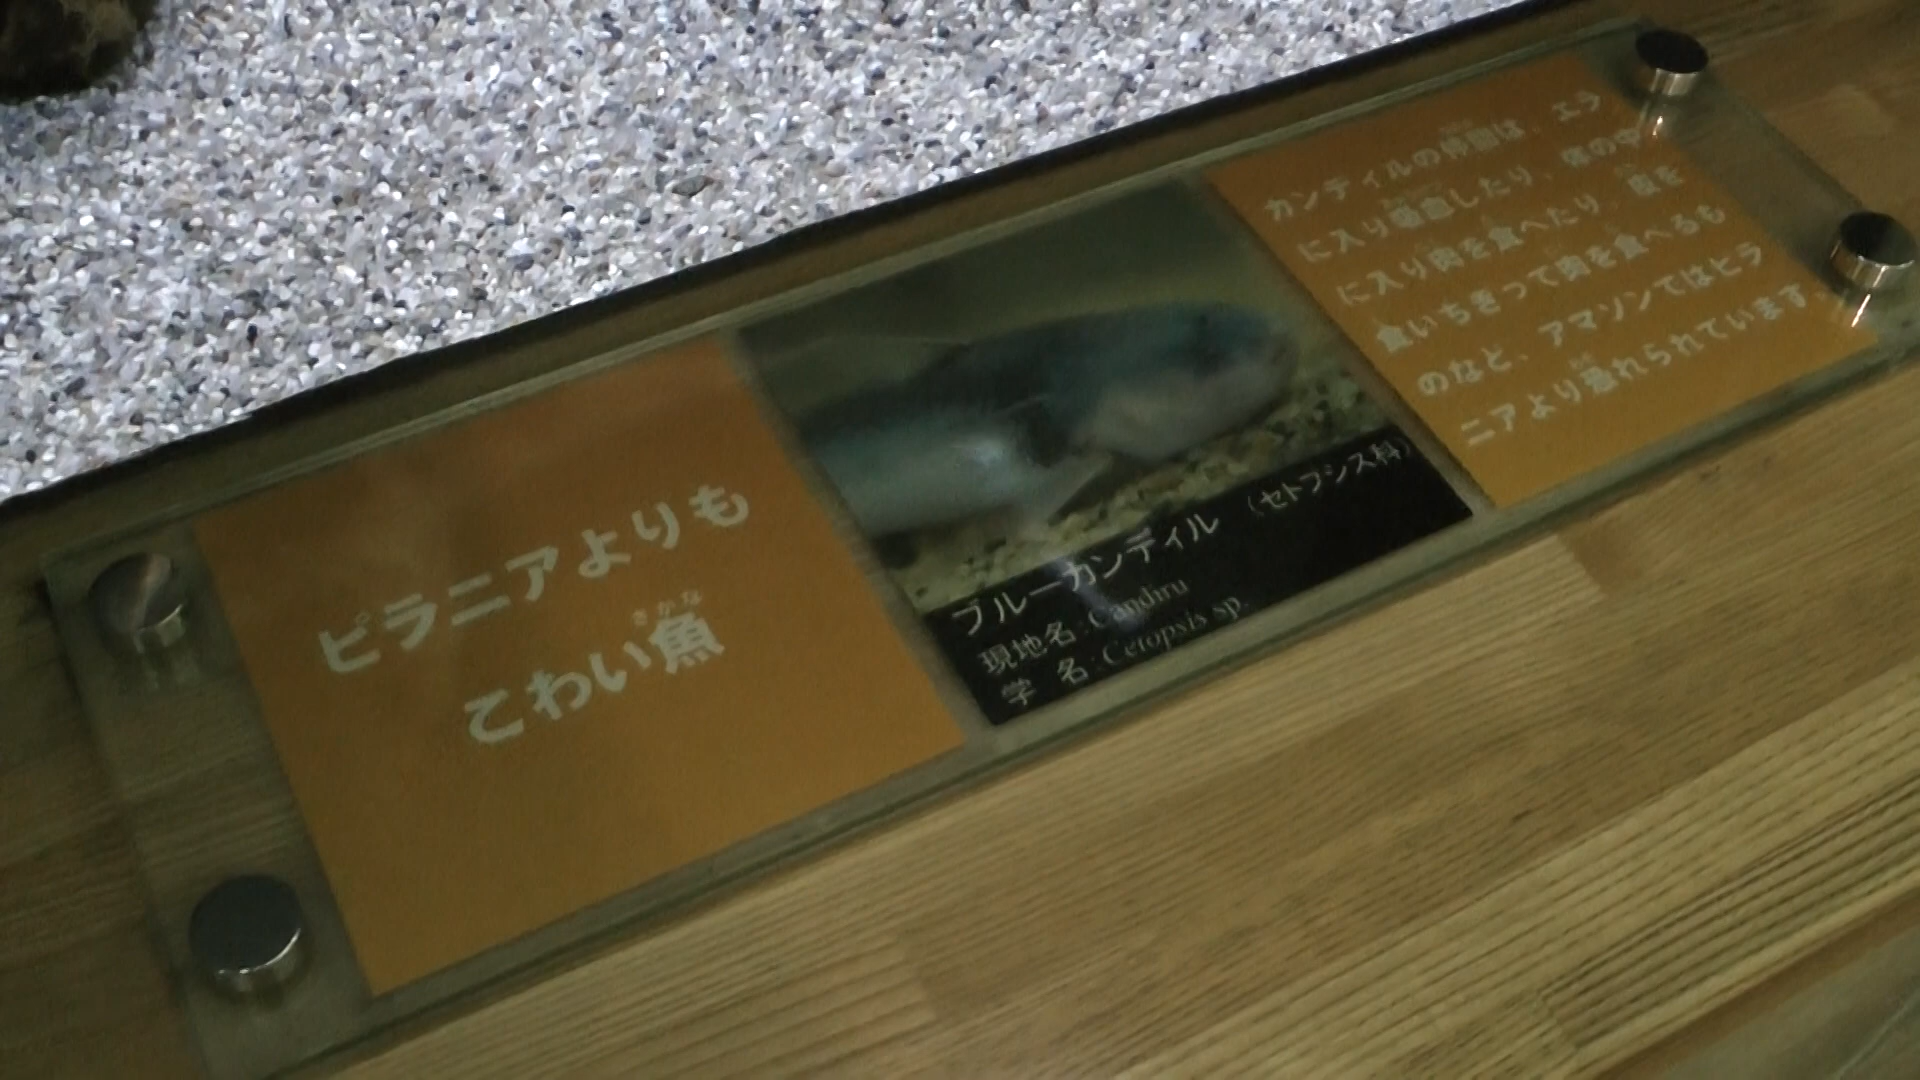 ピラニアよりも
さかな
こわい魚
ブルーカンディル （セトプシス科）
現地名：Candiru
学 名：Cetopsis sp.
カンディルの仲間は、エラ
に入り吸血したり、体の中
に入り肉を食べたり、獲を
食いちぎって肉を食べるも
のなど、アマゾンではピラ
ニアより恐れられています。